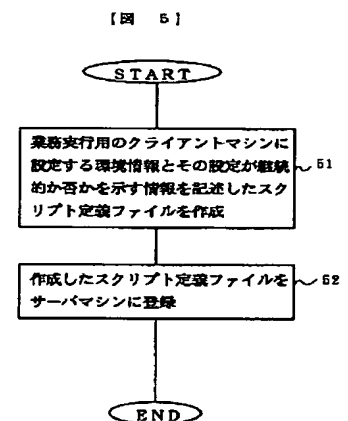 【図 5】
START
業務実行用のクライアントマシンに
設定する環境情報とその設定が継続
的か否かを示す情報を記述したスク
リプト定義ファイルを作成
51
作成したスクリプト定義ファイルを
サーバマシンに登録
52
END